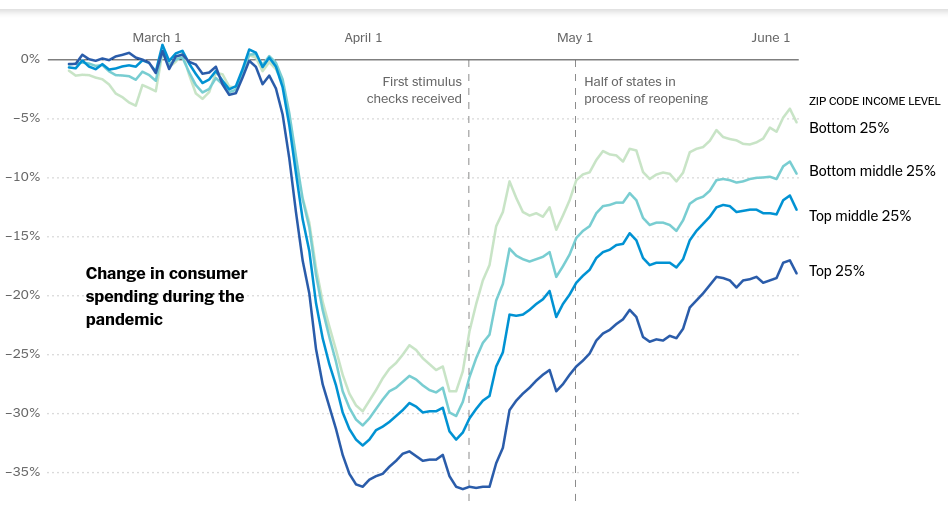 March 1
April 1
May 1
June 1
0%
First stimulus
checks received
Half of states in
process of reopening
ZIP CODE INCOME LEVEL
−5%
Bottom 25%
−10%
Bottom middle 25%
−15%
Top middle 25%
Change in consumer
spending during the
pandemic
Top 25%
−20%
−25%
−30%
−35%